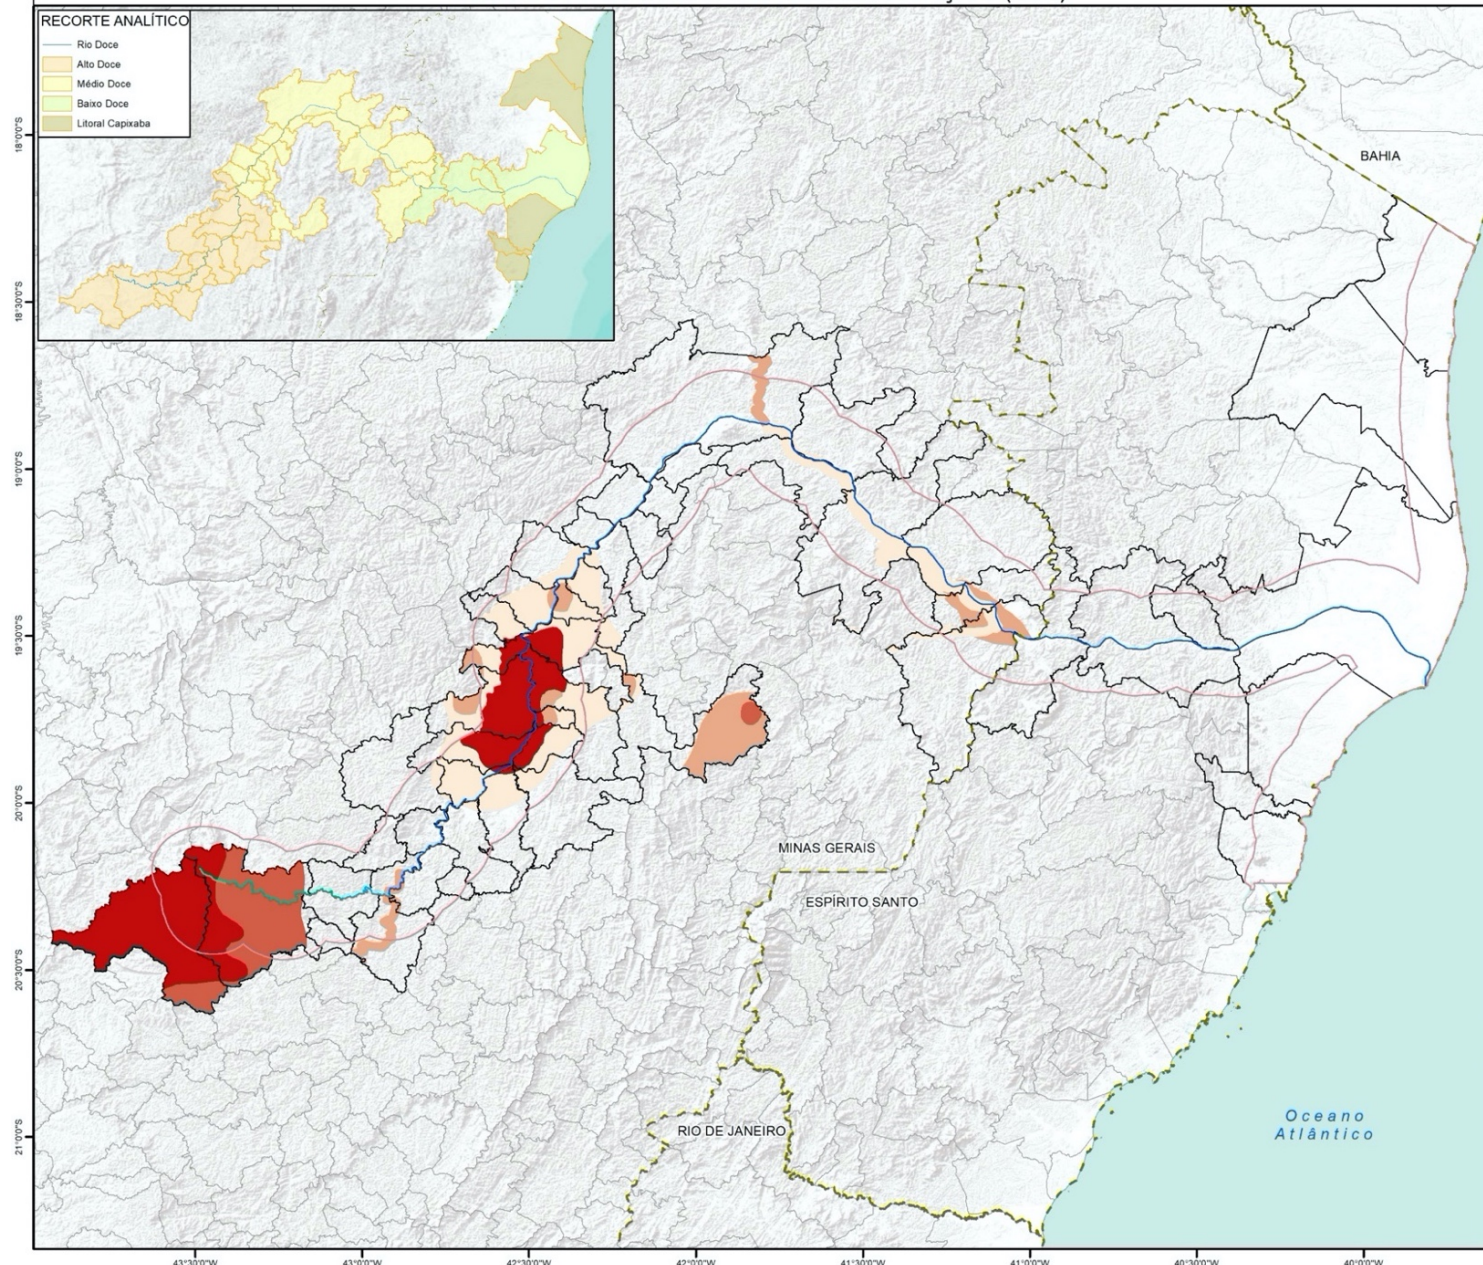 RECORTE ANALÍTICO
Rio Doce
Alto Doce
Médio Doce
Baixo Doce
Litoral Capixaba
BAHIA
MINAS GERAIS
ESPÍRITO SANTO
RIO DE JANEIRO
Oceano
Atlântico
18°0'0"S
18°30'0"S
19°0'0"S
19°30'0"S
20°0'0"S
20°30'0"S
21°0'0"S
43°30'0"W
43°0'0"W
42°30'0"W
42°0'0"W
41°30'0"W
41°0'0"W
40°30'0"W
40°0'0"W